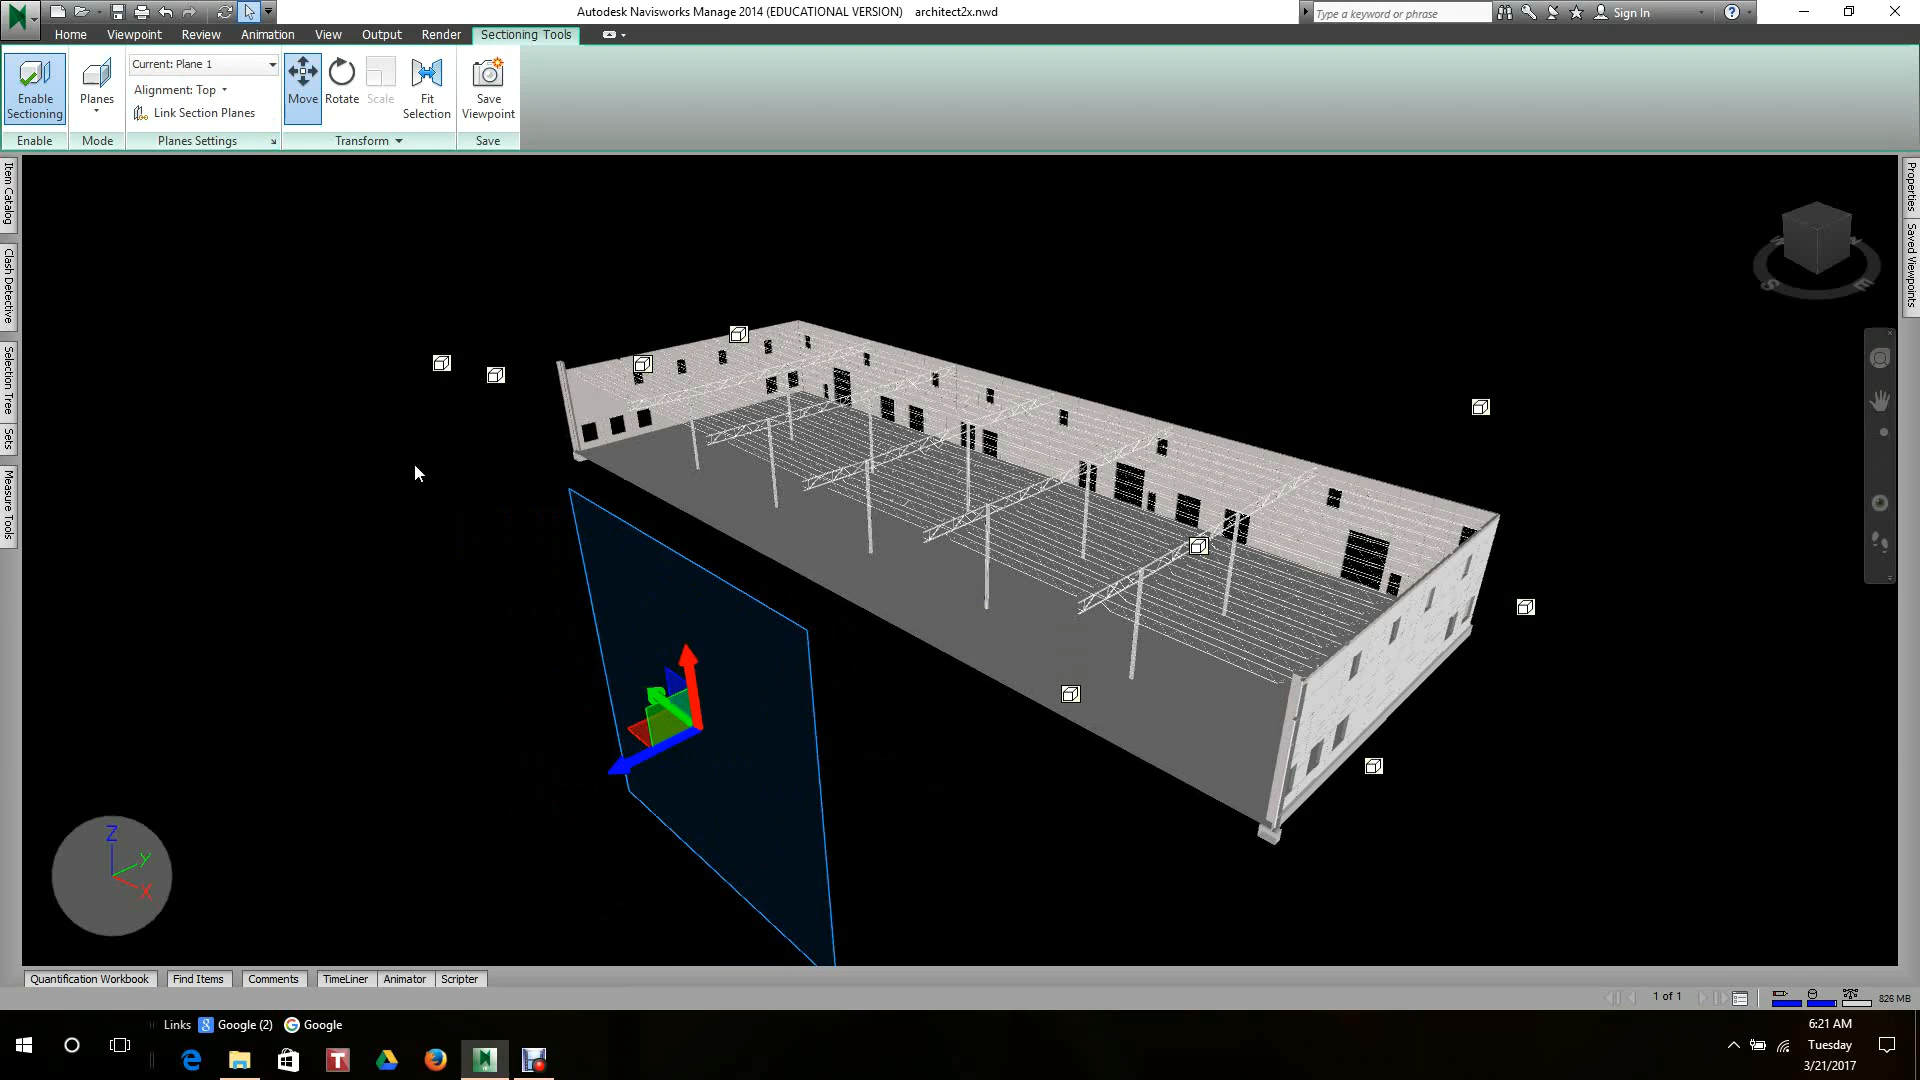 Autodesk Navisworks Manage 2014 (EDUCATIONAL VERSION) architect2x.nwd
Type a keyword or phrase
Sign In
Home Viewpoint Review Animation View Output Render Sectioning Tools
Enable Sectioning
Planes
Current: Plane 1
Alignment: Top
Link Section Planes
Move
Rotate
Scale
Fit Selection
Save Viewpoint
Enable Mode Planes Settings Transform Save
Item Catalog
Clash Detective
Selection Tree
Sets
Measure Tools
Properties
Saved Viewpoints
S
E
Z
Y
X
Quantification Workbook Find Items Comments TimeLiner Animator Scripter
1 of 1
826 MB
Links Google (2) Google
6:21 AM
Tuesday
3/21/2017